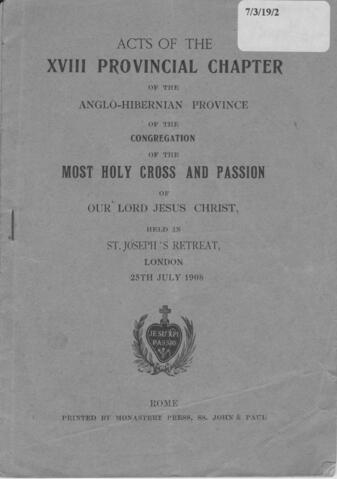 7/3/19/2
ACTS OF THE
XVIII PROVINCIAL CHAPTER
OF THE
ANGLO-HIBERNIAN PROVINCE
OF THE
CONGREGATION
OF THE
MOST HOLY CROSS AND PASSION
OF
OUR LORD JESUS CHRIST,
HELD IN
ST. JOSEPH'S RETREAT,
LONDON
25TH JULY 1908
JESU XPI
PASSIO
ROME
PRINTED BY MONASTERY PRESS, SS. JOHN & PAUL